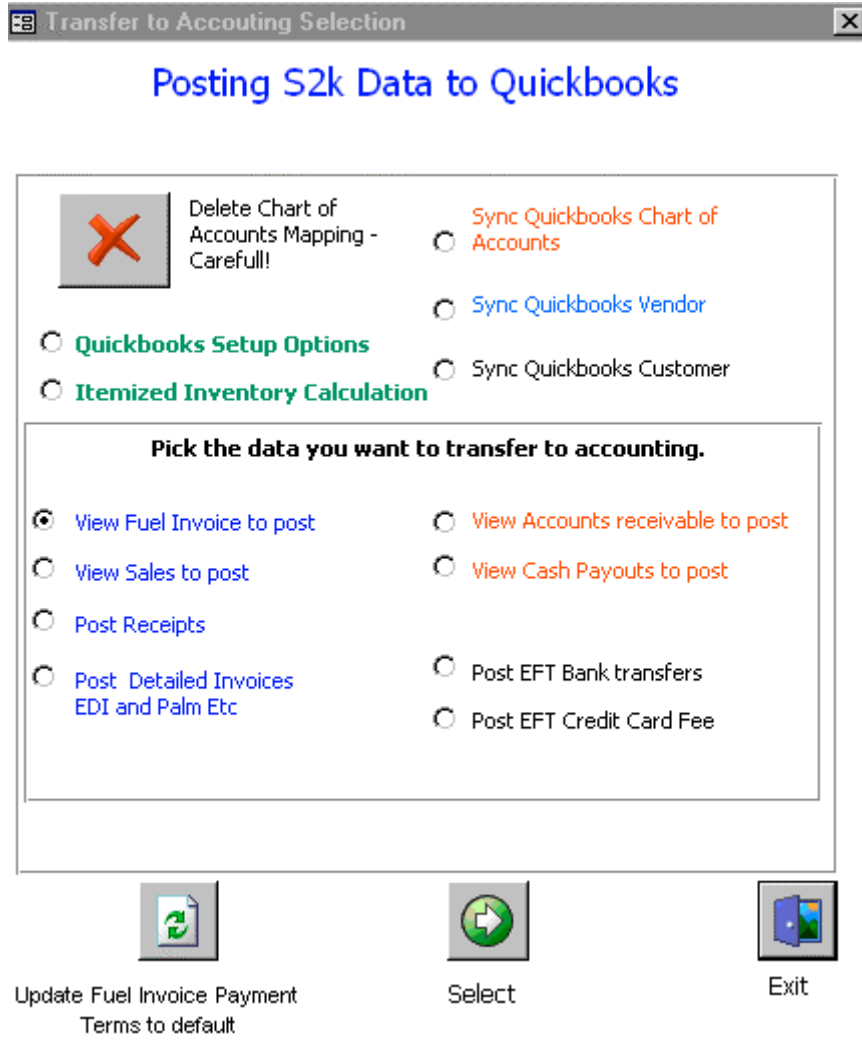 Transfer to Accouting Selection
Posting S2k Data to Quickbooks
Delete Chart of
Accounts Mapping -
Carefull!
Sync Quickbooks Chart of
Accounts
Sync Quickbooks Vendor
Quickbooks Setup Options
Sync Quickbooks Customer
Itemized Inventory Calculation
Pick the data you want to transfer to accounting.
View Fuel Invoice to post
View Accounts receivable to post
View Sales to post
View Cash Payouts to post
Post Receipts
Post Detailed Invoices
EDI and Palm Etc
Post EFT Bank transfers
Post EFT Credit Card Fee
Update Fuel Invoice Payment
Terms to default
Select
Exit